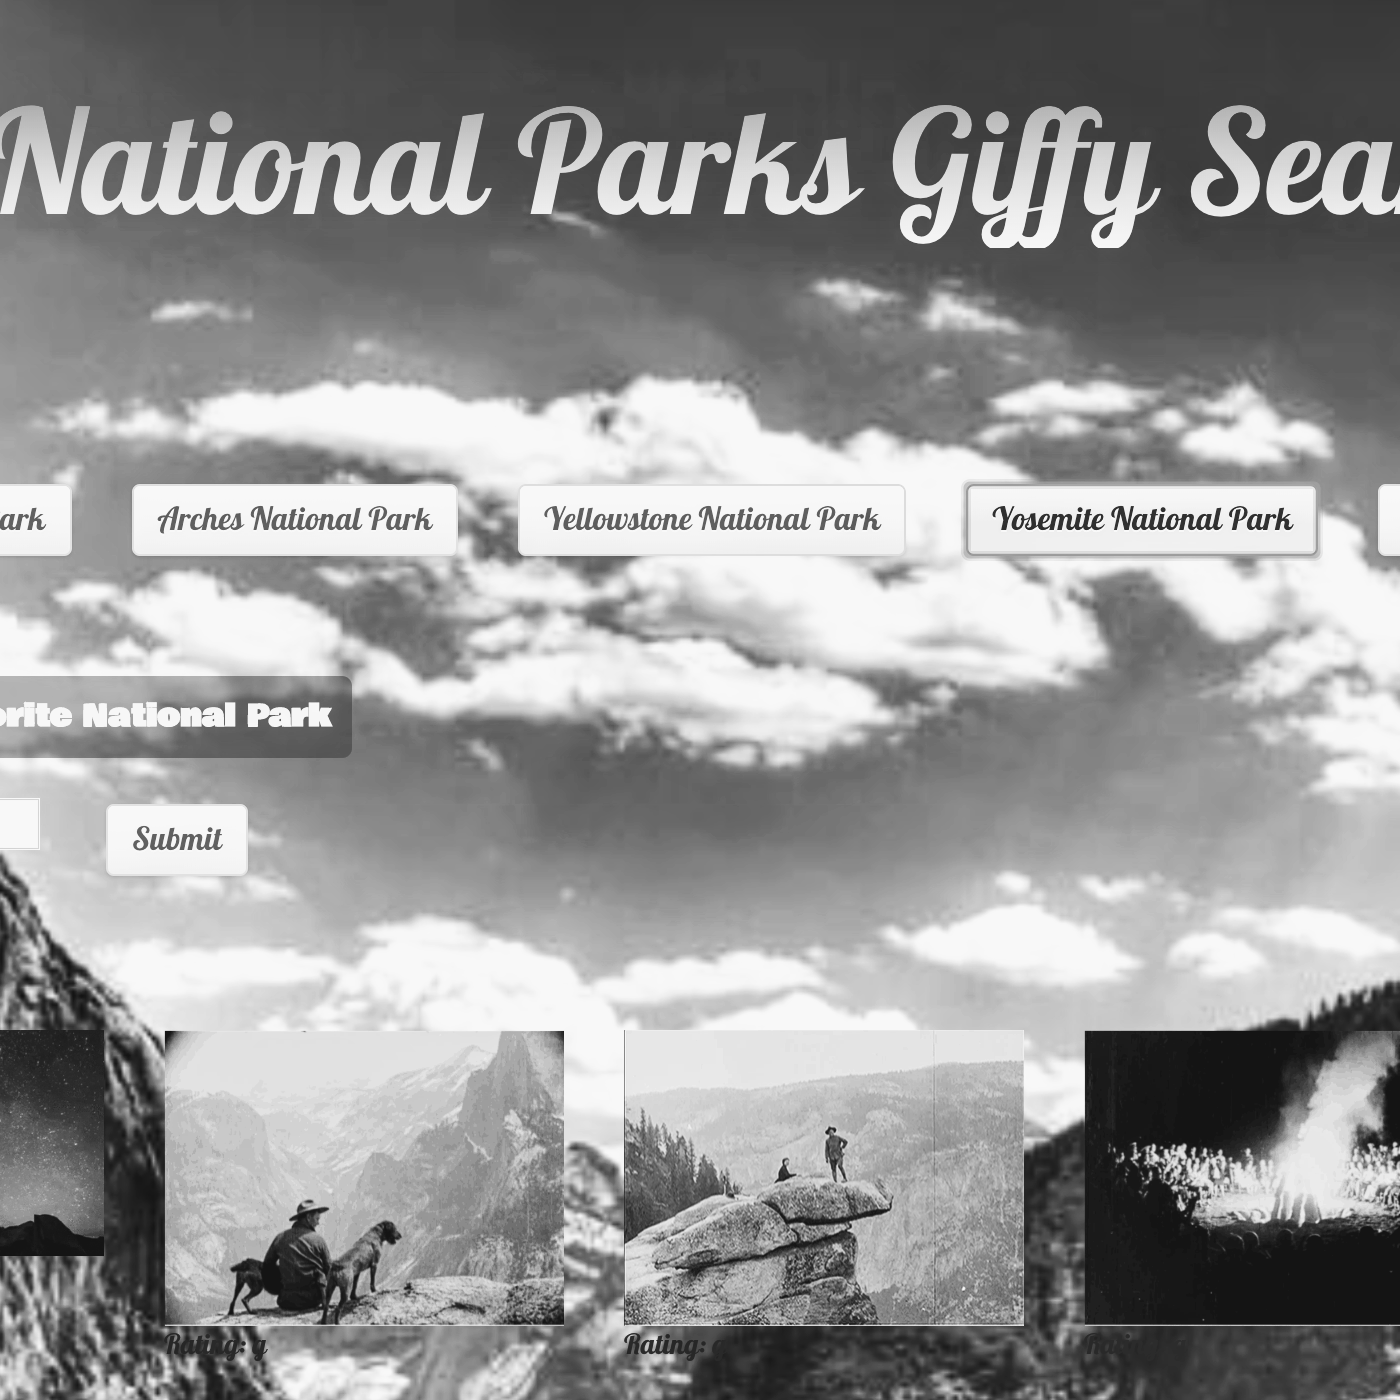 National Parks Giffy Sea
ark Arches National Park Yellowstone National Park Yosemite National Park
orite National Park
Submit
Rating: g Rating: